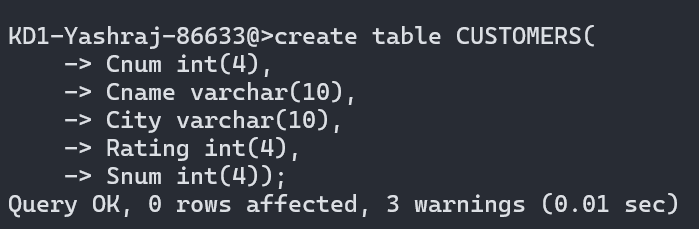 KD1-Yashraj-86633@>create table CUSTOMERS(
    -> Cnum int(4),
    -> Cname varchar(10),
    -> City varchar(10),
    -> Rating int(4),
    -> Snum int(4));
Query OK, 0 rows affected, 3 warnings (0.01 sec)